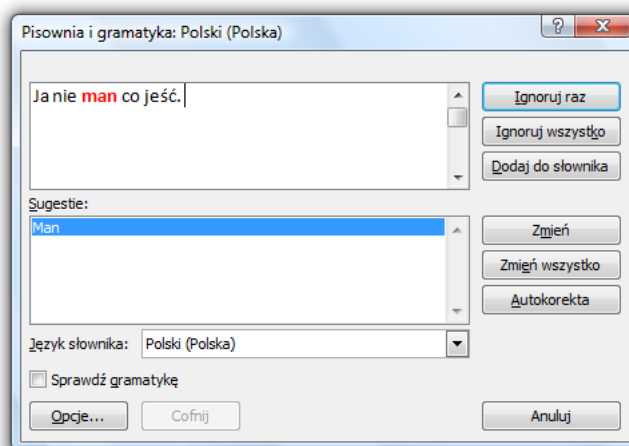 Pisownia i gramatyka: Polski (Polska)
Ja nie man co jeść.
Ignoruj raz
Ignoruj wszystko
Dodaj do słownika
Sugestie:
Man
Zmień
Zmień wszystko
Autokorekta
Język słownika: Polski (Polska)
Sprawdź gramatykę
Opcje... Cofnij Anuluj